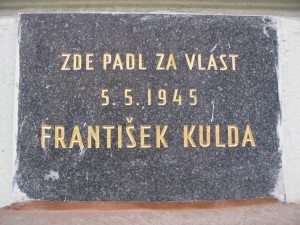 ZDE PADL ZA VLAST
5.5.1945
FRANTIŠEK KULDA